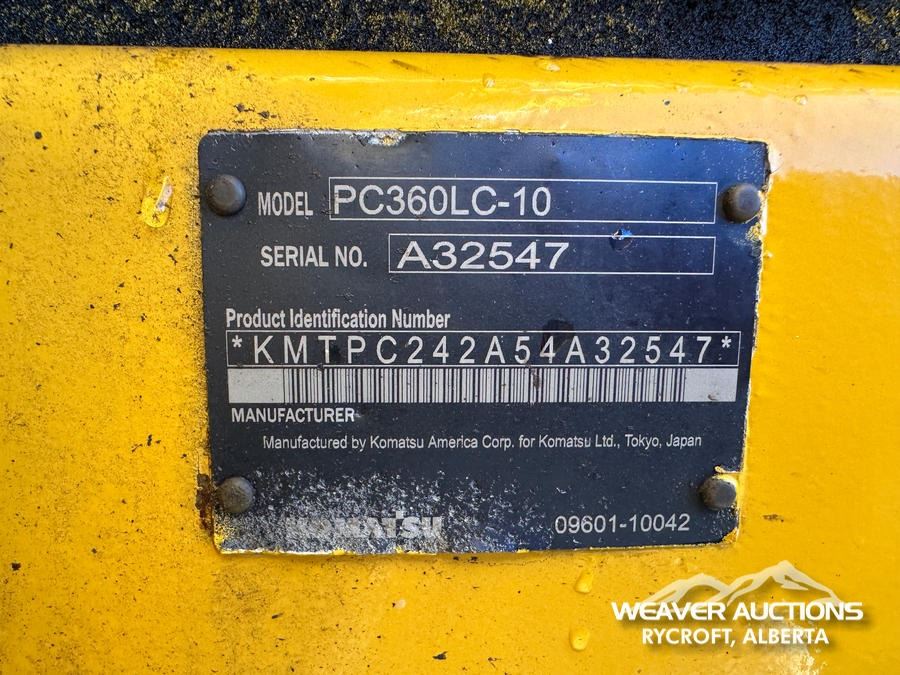 MODEL PC360LC-10
SERIAL NO. A32547
Product Identification Number
*KMTPC242A54A32547*
MANUFACTURER
Manufactured by Komatsu America Corp. for Komatsu Ltd., Tokyo, Japan
KOMATSU 09601-10042
WEAVER AUCTIONS
RYCROFT, ALBERTA